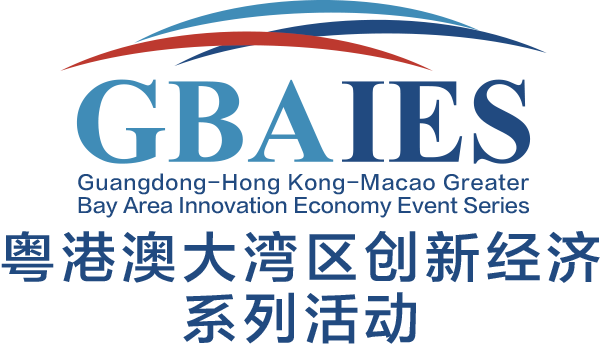 GBAIES
Guangdong-Hong Kong-Macao Greater
Bay Area Innovation Economy Event Series
粤港澳大湾区创新经济
系列活动